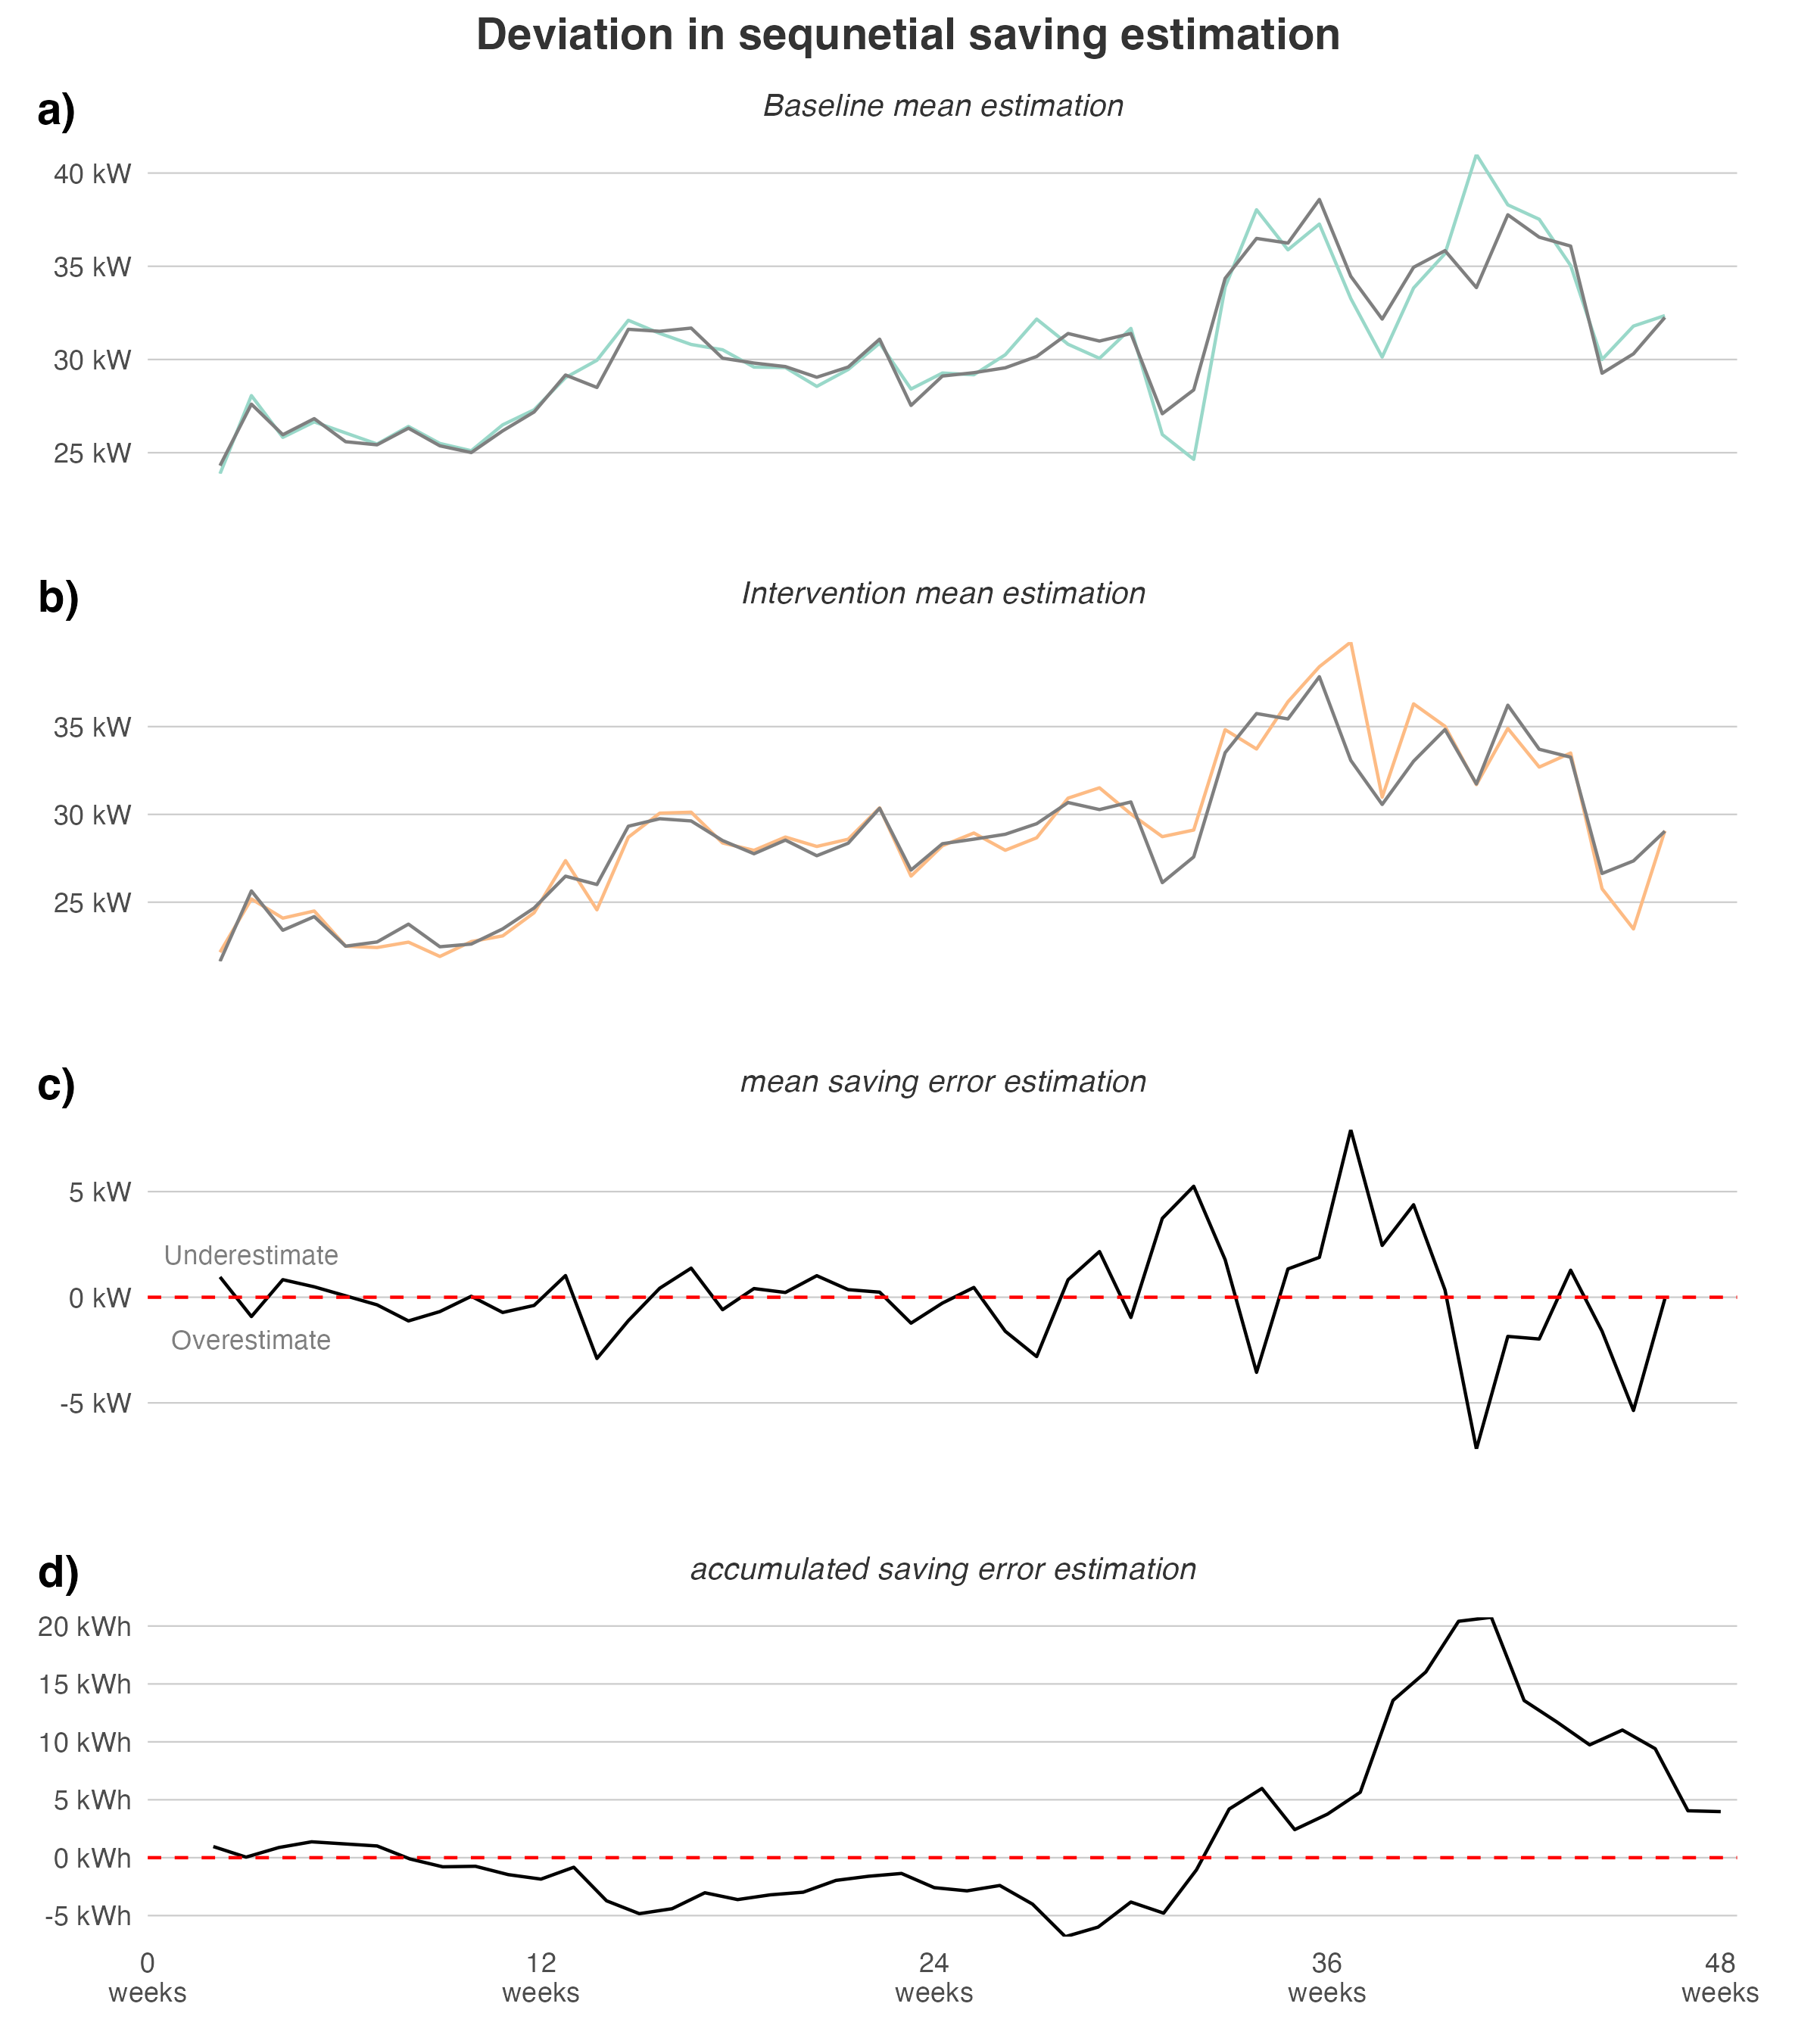 Deviation in sequnetial saving estimation
a)
Baseline mean estimation
40 kW
35 kW
30 kW
25 kW
b)
Intervention mean estimation
35 kW
30 kW
25 kW
c)
mean saving error estimation
5 kW
Underestimate
0 kW
Overestimate
-5 kW
d)
accumulated saving error estimation
20 kWh
15 kWh
10 kWh
5 kWh
0 kWh
-5 kWh
0 12 24 36 48
weeks weeks weeks weeks weeks